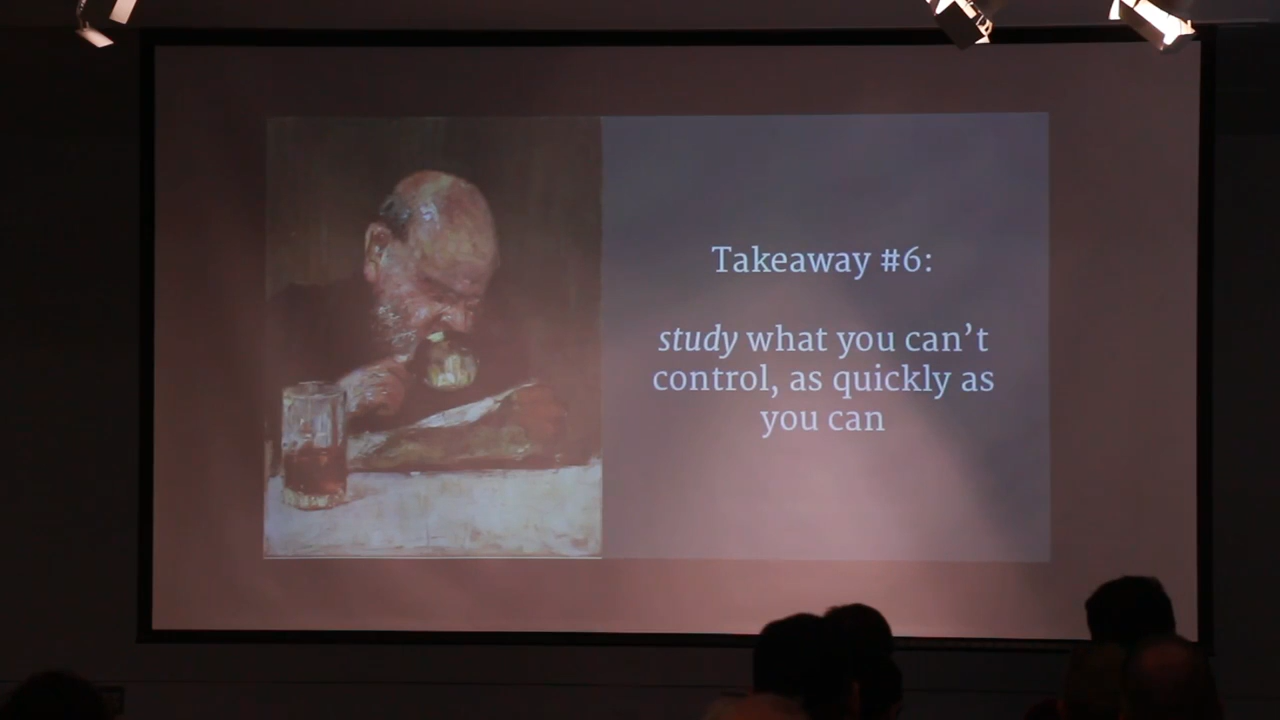 Takeaway #6:
study what you can’t
control, as quickly as
you can